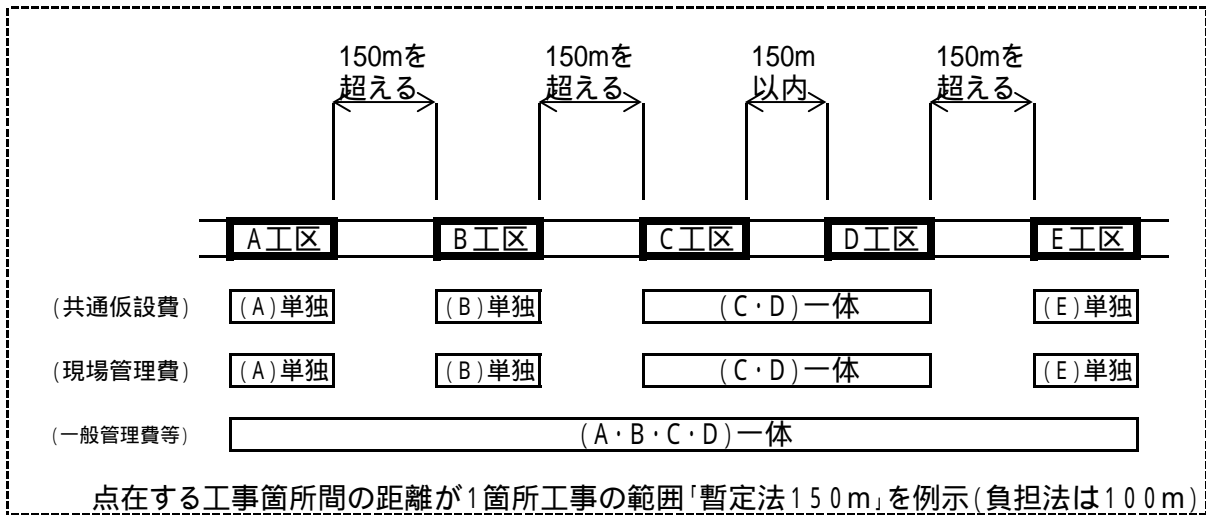 150mを 150mを 150m 150mを
超える 超える 以内 超える
A工区 B工区 C工区 D工区 E工区
(共通仮設費) (A)単独 (B)単独 (C・D)一体 (E)単独
(現場管理費) (A)単独 (B)単独 (C・D)一体 (E)単独
(一般管理費等) (A・B・C・D)一体
点在する工事箇所間の距離が1箇所工事の範囲「暫定法150m」を例示(負担法は100m)